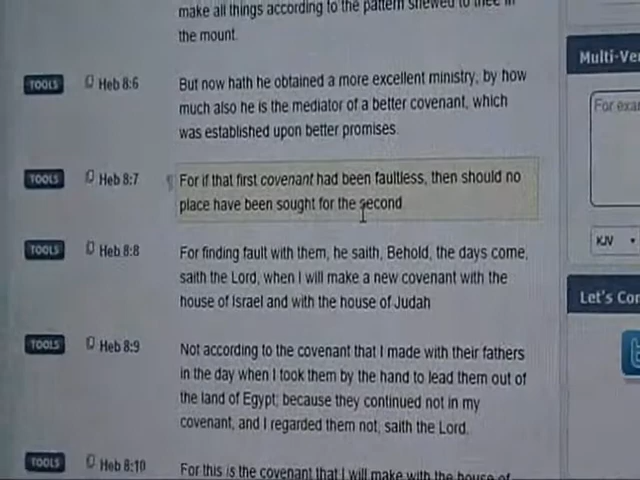 make all things according to the pattern shewed to thee in
the mount.
TOOLS Heb 8:6 But now hath he obtained a more excellent ministry, by how
much also he is the mediator of a better covenant, which
was established upon better promises.
TOOLS Heb 8:7 ¶ For if that first covenant had been faultless, then should no
place have been sought for the second
TOOLS Heb 8:8 For finding fault with them, he saith, Behold, the days come,
saith the Lord, when I will make a new covenant with the
house of Israel and with the house of Judah
TOOLS Heb 8:9 Not according to the covenant that I made with their fathers
in the day when I took them by the hand to lead them out of
the land of Egypt; because they continued not in my
covenant, and I regarded them not, saith the Lord.
TOOLS Heb 8:10 For this is the covenant that I will make with the house of
Multi-Ve
For exa
KJV
Let's Co